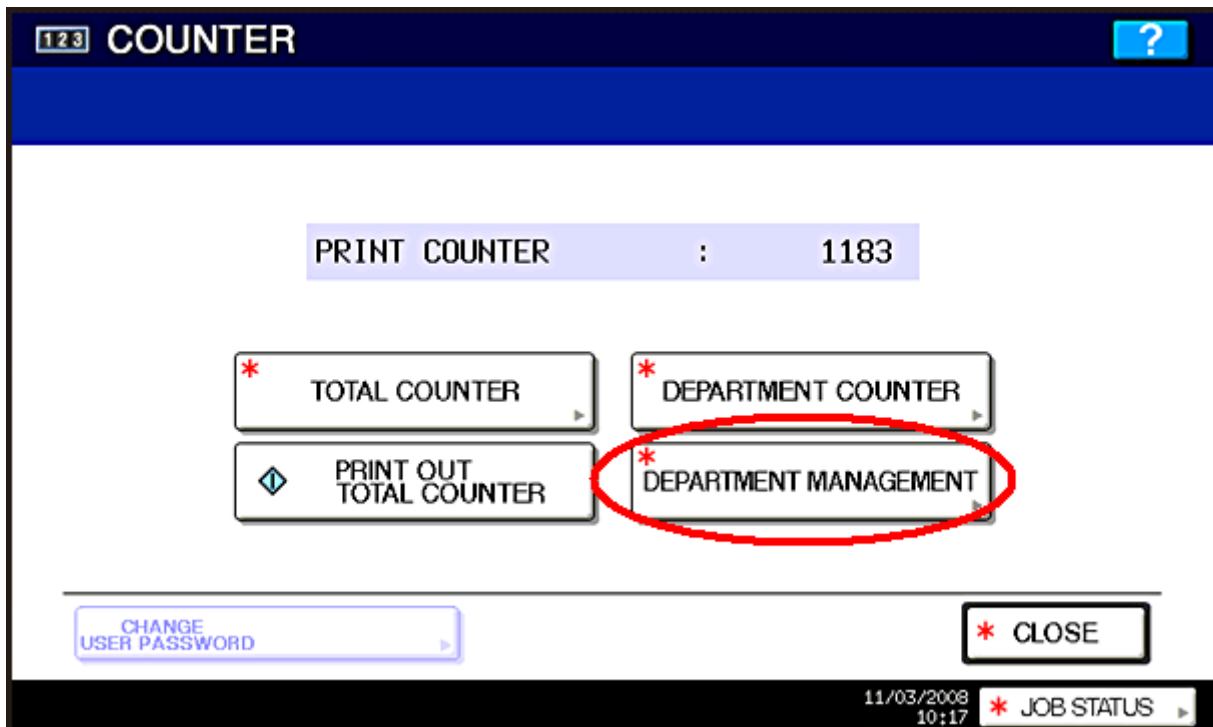 123 COUNTER ?
PRINT COUNTER : 1183
* TOTAL COUNTER
* DEPARTMENT COUNTER
PRINT OUT
TOTAL COUNTER
* DEPARTMENT MANAGEMENT
CHANGE
USER PASSWORD
* CLOSE
11/03/2008
10:17
* JOB STATUS